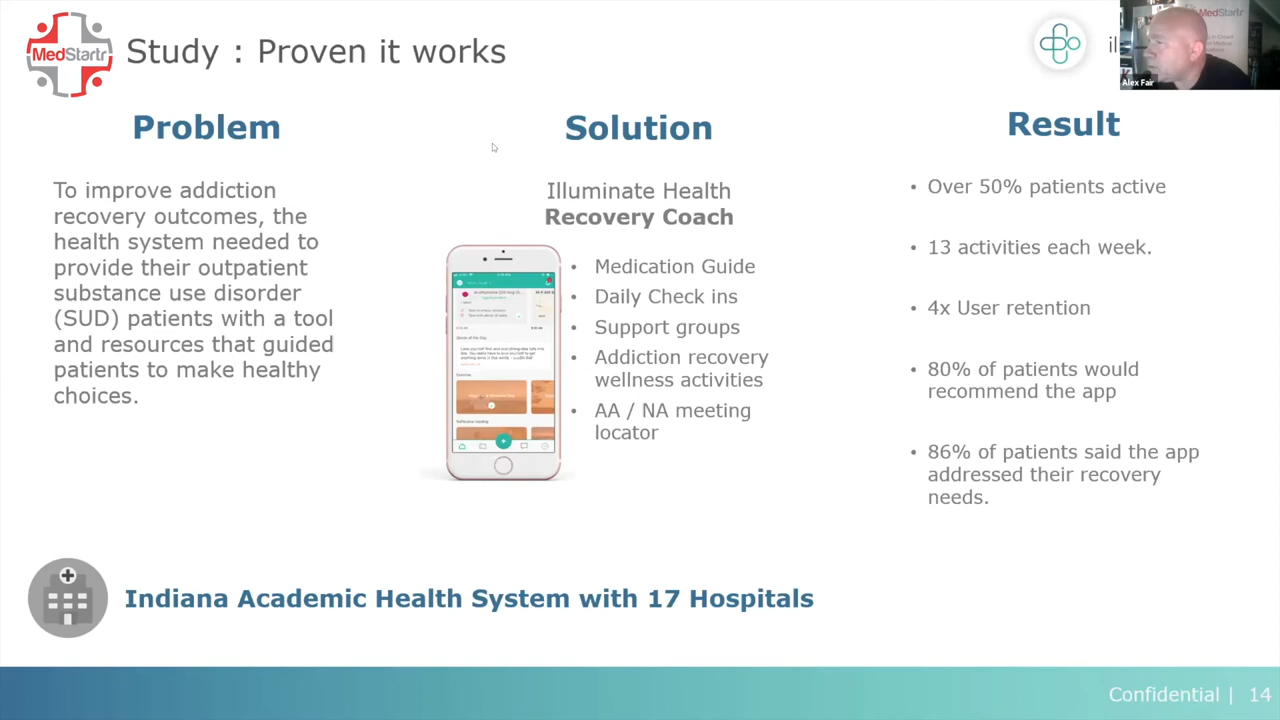 MedStartr
Study : Proven it works
il
MedStartr
Alex Fair
Problem
To improve addiction
recovery outcomes, the
health system needed to
provide their outpatient
substance use disorder
(SUD) patients with a tool
and resources that guided
patients to make healthy
choices.
Solution
Illuminate Health
Recovery Coach
• Medication Guide
• Daily Check ins
• Support groups
• Addiction recovery
wellness activities
• AA / NA meeting
locator
Result
• Over 50% patients active
• 13 activities each week.
• 4x User retention
• 80% of patients would
recommend the app
• 86% of patients said the app
addressed their recovery
needs.
Indiana Academic Health System with 17 Hospitals
Confidential | 14